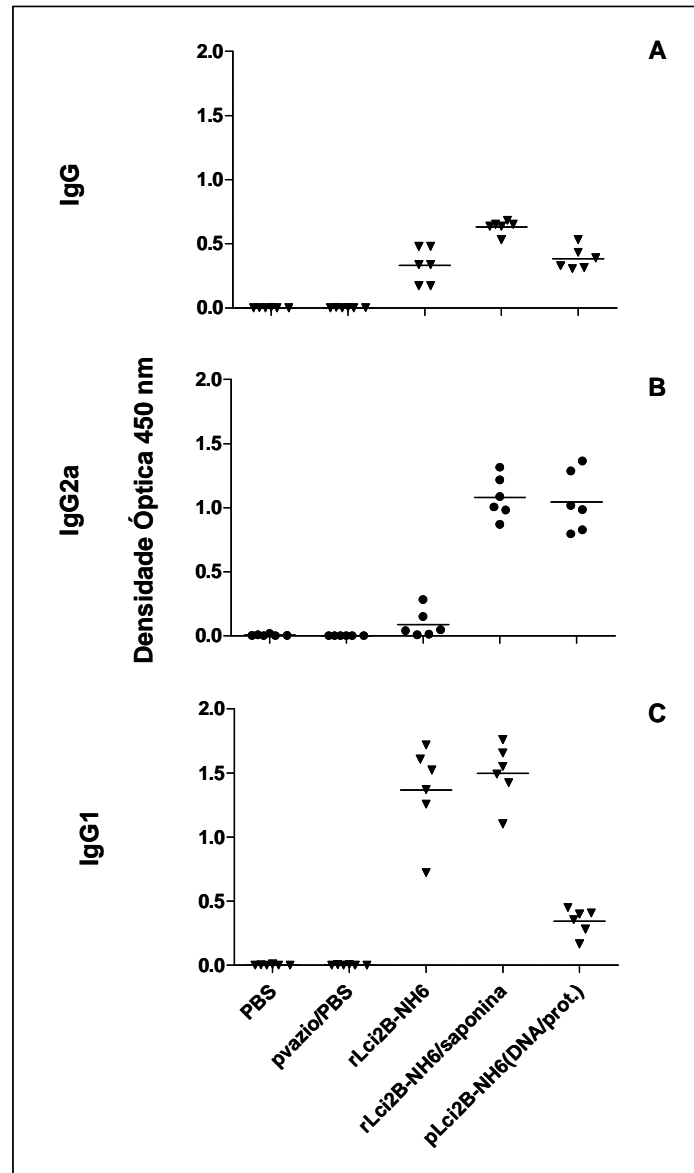 A
2.0
1.5
1.0
0.5
0.0
IgG
B
2.0
1.5
1.0
0.5
0.0
IgG2a
Densidade Óptica 450 nm
C
2.0
1.5
1.0
0.5
0.0
IgG1
PBS
pvazio/PBS
rLci2B-NH6
rLci2B-NH6/saponina
pLci2B-NH6(DNA/prot.)